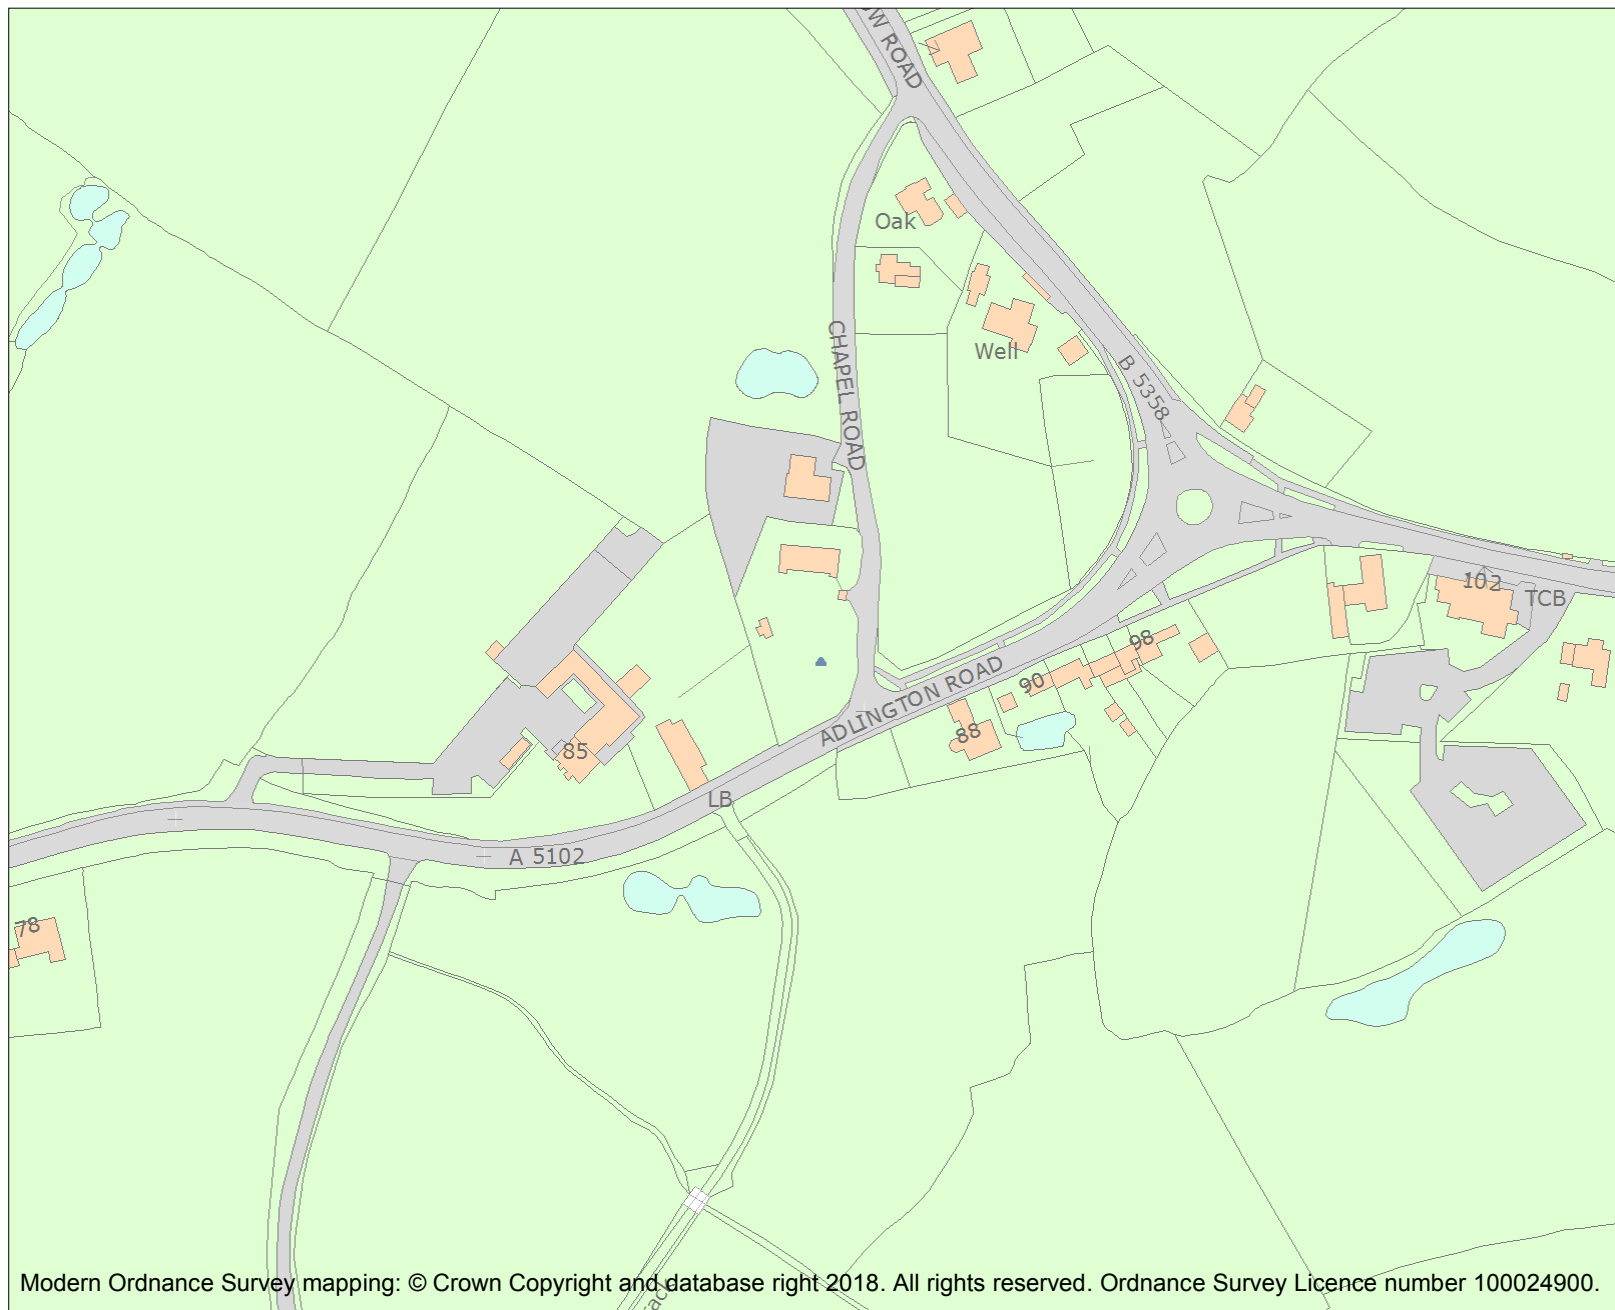 OW ROAD
Oak
CHAPEL ROAD
Well
B 5358
102
TCB
98
90
ADLINGTON ROAD
88
85
LB
A 5102
78
Modern Ordnance Survey mapping: © Crown Copyright and database right 2018. All rights reserved. Ordnance Survey Licence number 100024900.